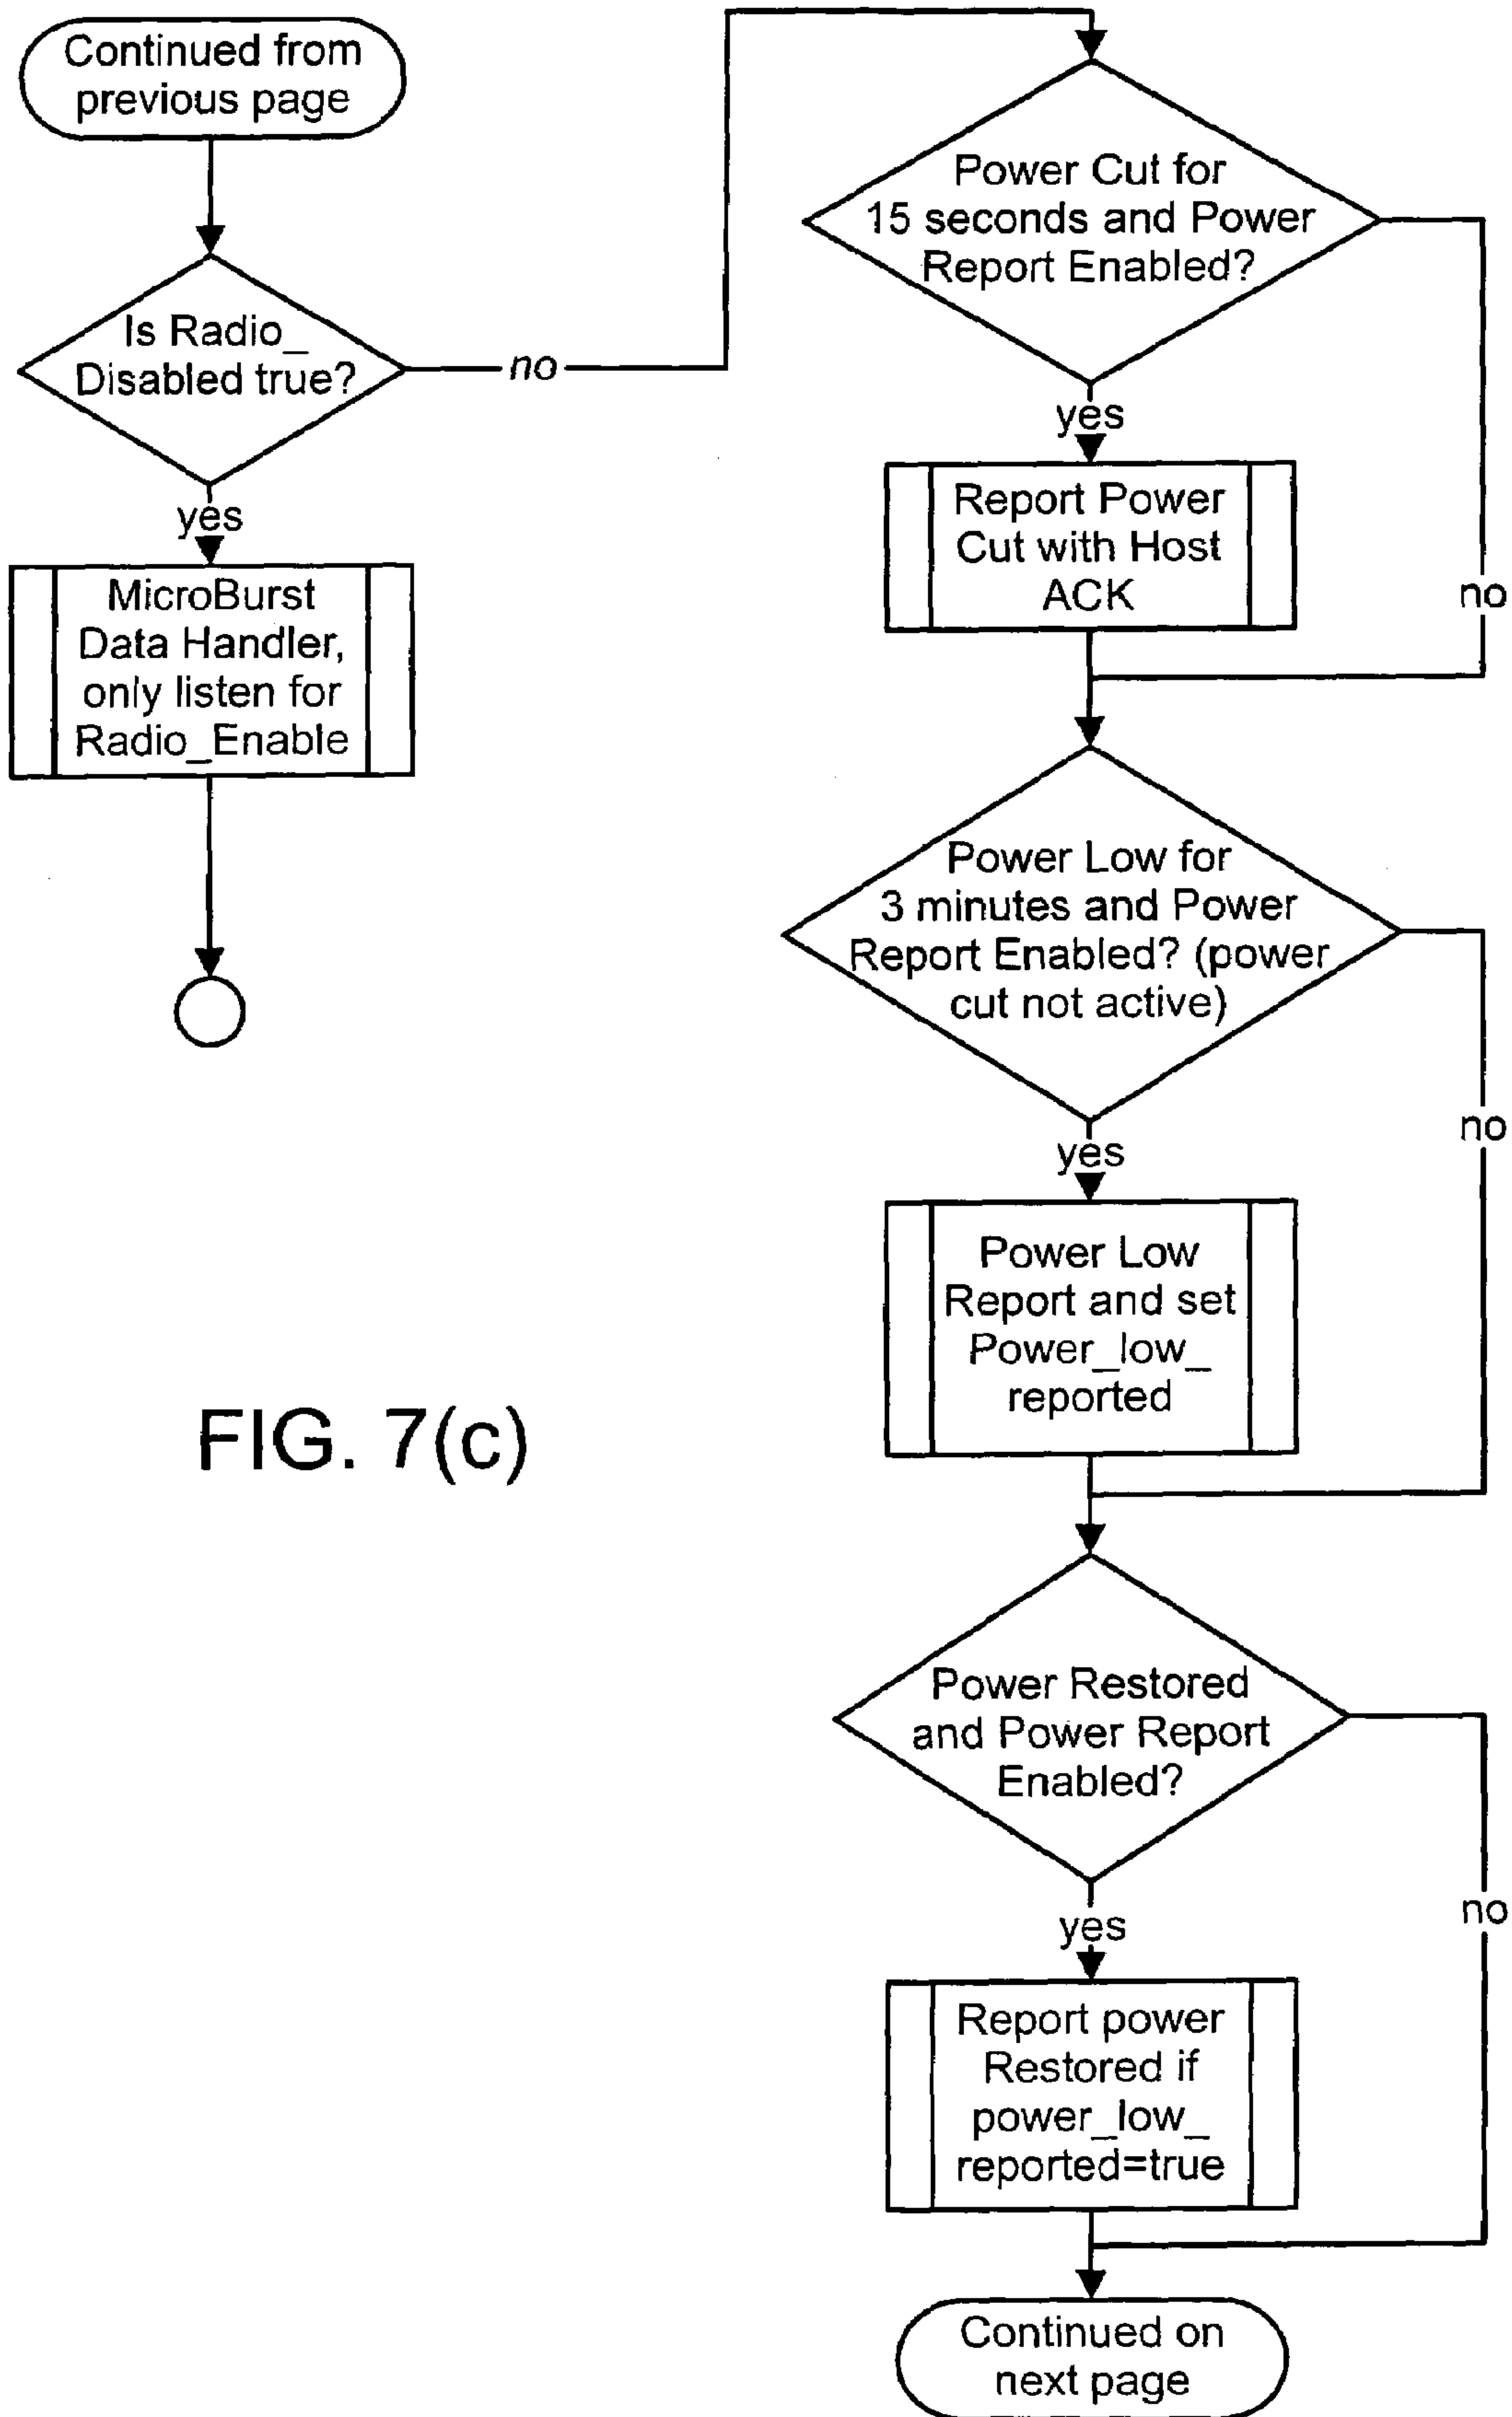 Continued from
previous page
Is Radio_
Disabled true?
no
yes
MicroBurst
Data Handler,
only listen for
Radio_Enable
Power Cut for
15 seconds and Power
Report Enabled?
yes
no
Report Power
Cut with Host
ACK
Power Low for
3 minutes and Power
Report Enabled? (power
cut not active)
yes
no
Power Low
Report and set
Power_low_
reported
Power Restored
and Power Report
Enabled?
yes
no
Report power
Restored if
power_low_
reported=true
Continued on
next page
FIG. 7(c)